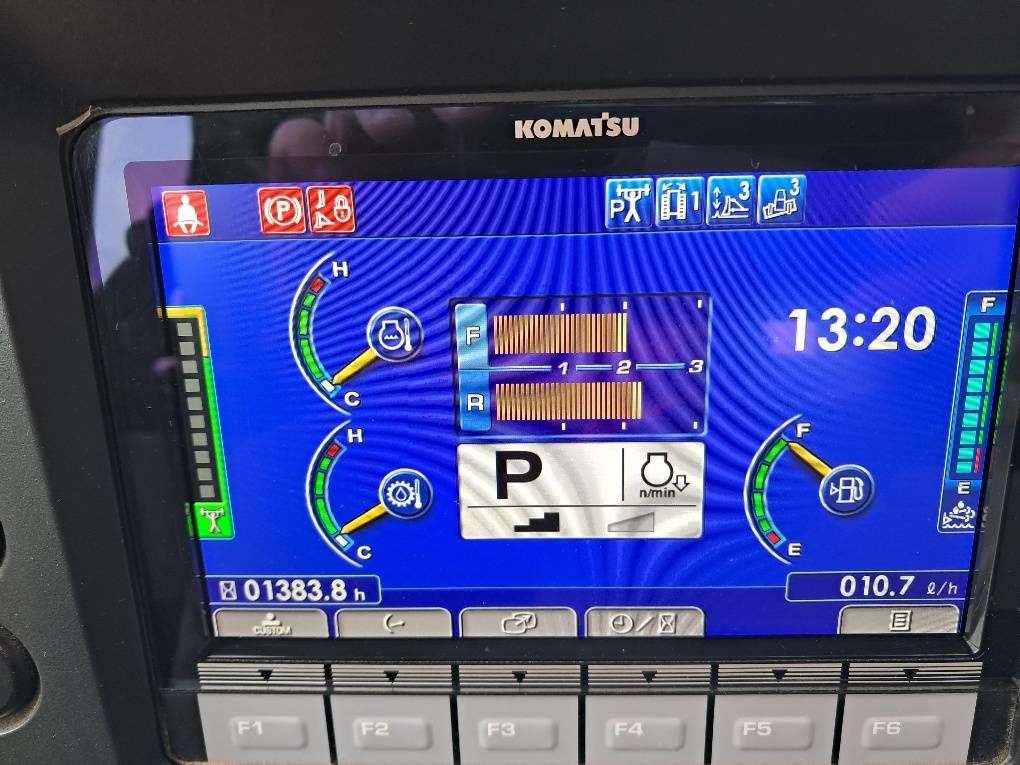 KOMATSU
P
P 1 3 3
H
F 1 2 3
C
R
13:20
F
E
H
C
P n/min
F
E
01383.8 h
010.7 ℓ/h
CUSTOM
F1 F2 F3 F4 F5 F6